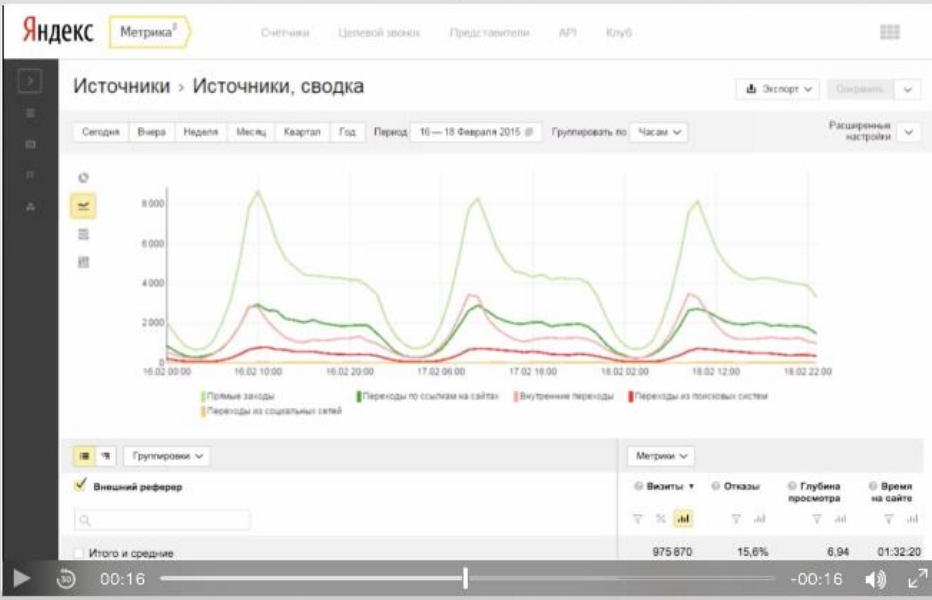 Яндекс Метрика β Счетчики Целевой звонок Представители API Клуб
Источники › Источники, сводка
Экспорт Сохранить
Сегодня Вчера Неделя Месяц Квартал Год Период 16 — 18 Февраля 2015 Группировать по Часам Расширенные настройки
8 000
6 000
4 000
2 000
0
16.02 00:00 16.02 10:00 16.02 20:00 17.02 06:00 17.02 16:00 18.02 02:00 18.02 12:00 18.02 22:00
Прямые заходы Переходы по ссылкам на сайтах Внутренние переходы Переходы из поисковых систем
Переходы из социальных сетей
Группировки Метрики
Внешний реферер Визиты ▼ Отказы Глубина просмотра Время на сайте
%
Итого и средние 975 870 15,6% 6,94 01:32:20
30 00:16 -00:16